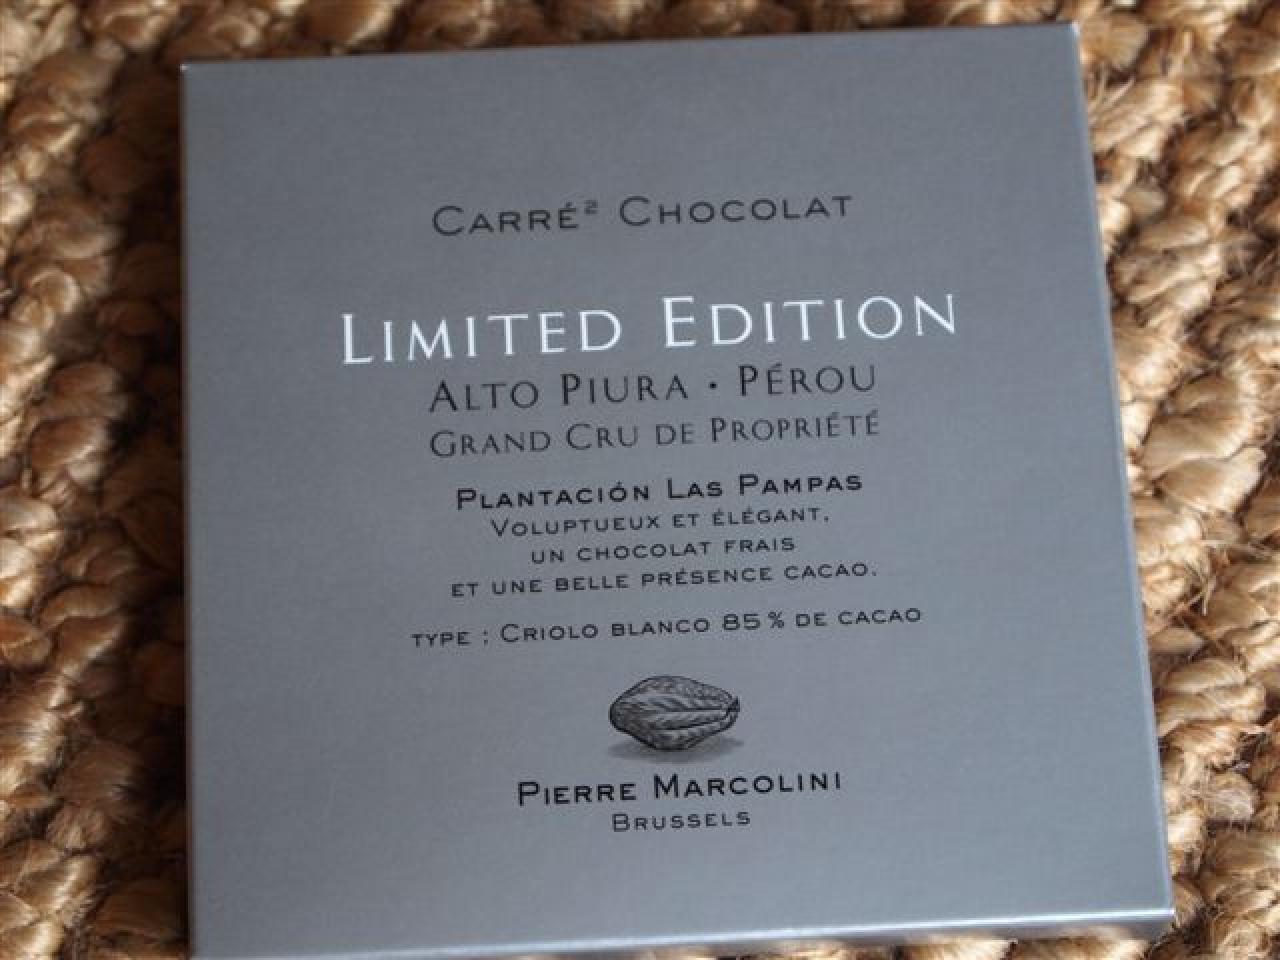 CARRÉ² CHOCOLAT
LIMITED EDITION
ALTO PIURA • PÉROU
GRAND CRU DE PROPRIÉTÉ
PLANTACIÓN LAS PAMPAS
VOLUPTUEUX ET ÉLÉGANT,
UN CHOCOLAT FRAIS
ET UNE BELLE PRÉSENCE CACAO.
TYPE : CRIOLO BLANCO 85 % DE CACAO
PIERRE MARCOLINI
BRUSSELS